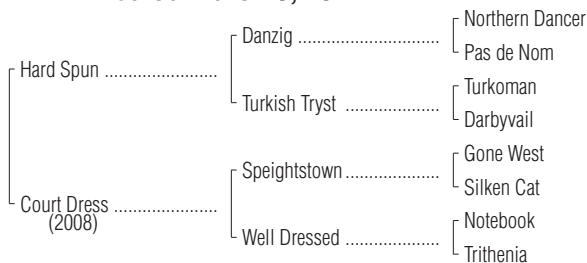 Northern Dancer
Danzig
Pas de Nom
Hard Spun
Turkoman
Turkish Tryst
Darbyvail
Gone West
Speightstown
Silken Cat
Court Dress
(2008)
Notebook
Well Dressed
Trithenia